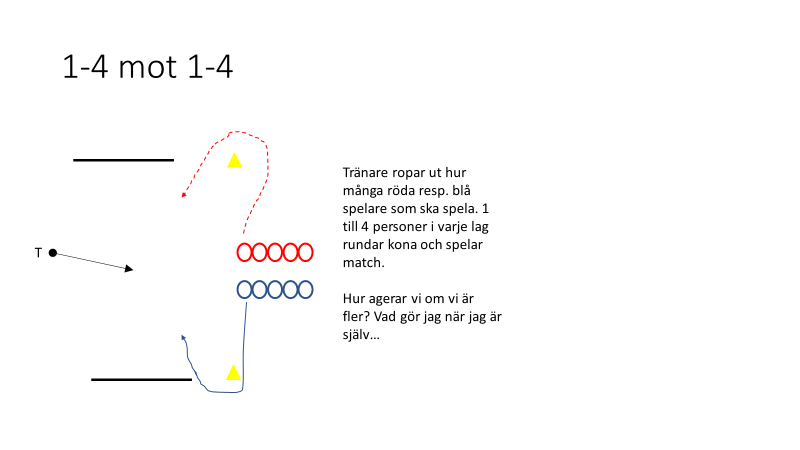 1-4 mot 1-4
Tränare ropar ut hur
många röda resp. blå
spelare som ska spela. 1
till 4 personer i varje lag
rundar kona och spelar
match.
T
Hur agerar vi om vi är
fler? Vad gör jag när jag är
själv...